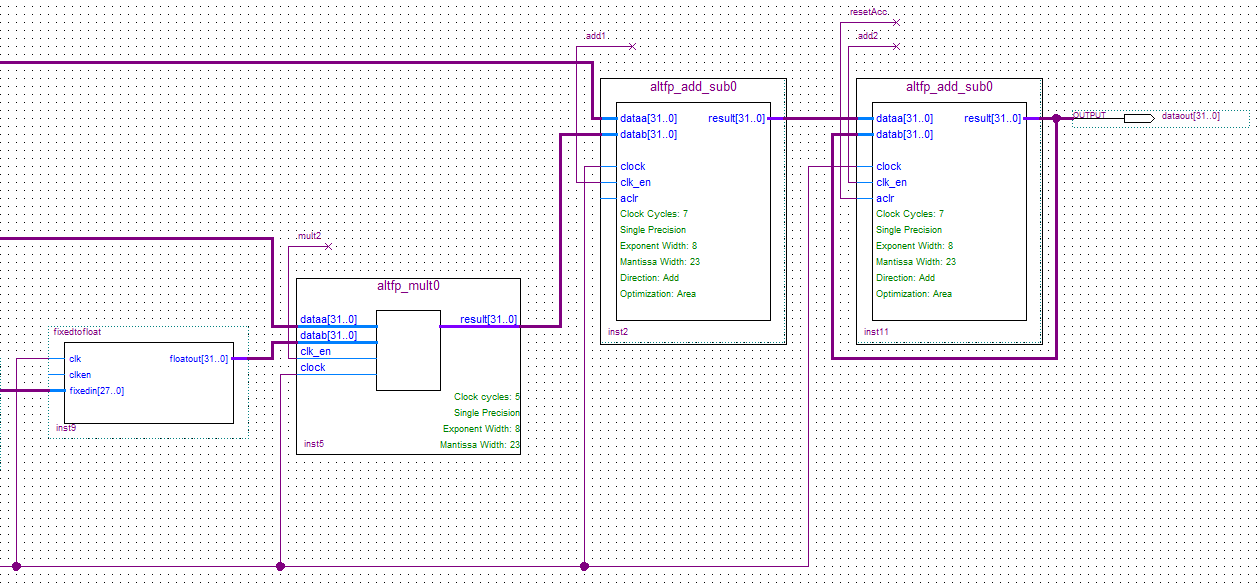 resetAcc
add1
add2
altfp_add_sub0
dataa[31..0] result[31..0]
datab[31..0]
clock
clk_en
aclr
Clock Cycles: 7
Single Precision
Exponent Width: 8
Mantissa Width: 23
Direction: Add
Optimization: Area
inst2
altfp_add_sub0
dataa[31..0] result[31..0]
datab[31..0]
clock
clk_en
aclr
Clock Cycles: 7
Single Precision
Exponent Width: 8
Mantissa Width: 23
Direction: Add
Optimization: Area
inst11
OUTPUT dataout[31..0]
mult2
altfp_mult0
dataa[31..0] result[31..0]
datab[31..0]
clk_en
clock
Clock cycles: 5
Single Precision
Exponent Width: 8
Mantissa Width: 23
inst5
fixedtofloat
clk floatout[31..0]
clken
fixedin[27..0]
inst9